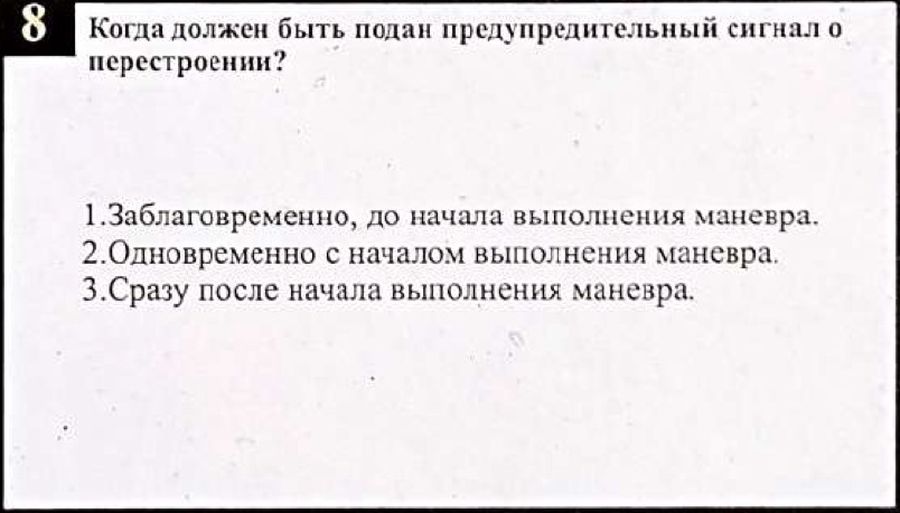 8
Когда должен быть подан предупредительный сигнал о
перестроении?
1.Заблаговременно, до начала выполнения маневра.
2.Одновременно с началом выполнения маневра.
3.Сразу после начала выполнения маневра.